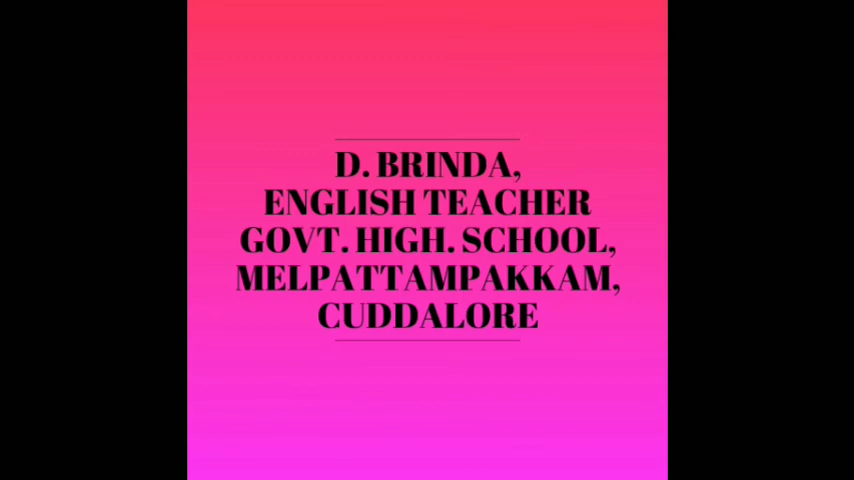 D. BRINDA,
ENGLISH TEACHER
GOVT. HIGH. SCHOOL,
MELPATTAMPAKKAM,
CUDDALORE